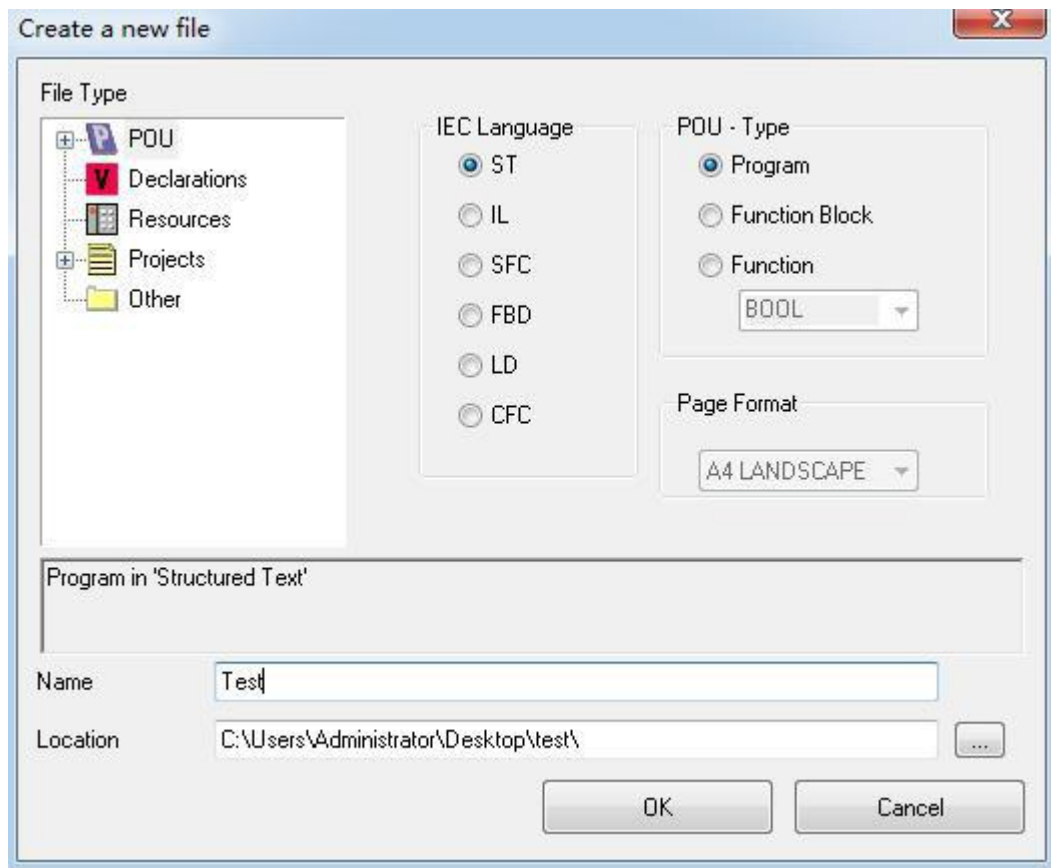 Create a new file
File Type
POU
Declarations
Resources
Projects
Other
IEC Language
ST
IL
SFC
FBD
LD
CFC
POU - Type
Program
Function Block
Function
BOOL
Page Format
A4 LANDSCAPE
Program in 'Structured Text'
Name
Test
Location
C:\Users\Administrator\Desktop\test\
...
OK
Cancel